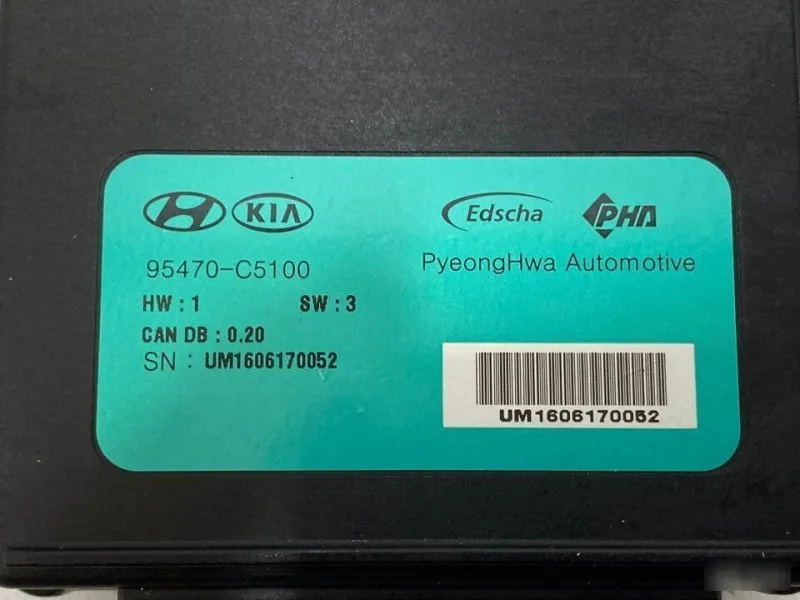 KIA
Edscha
PHA
95470-C5100
PyeongHwa Automotive
HW : 1 SW : 3
CAN DB : 0.20
SN : UM1606170052
UM1606170052